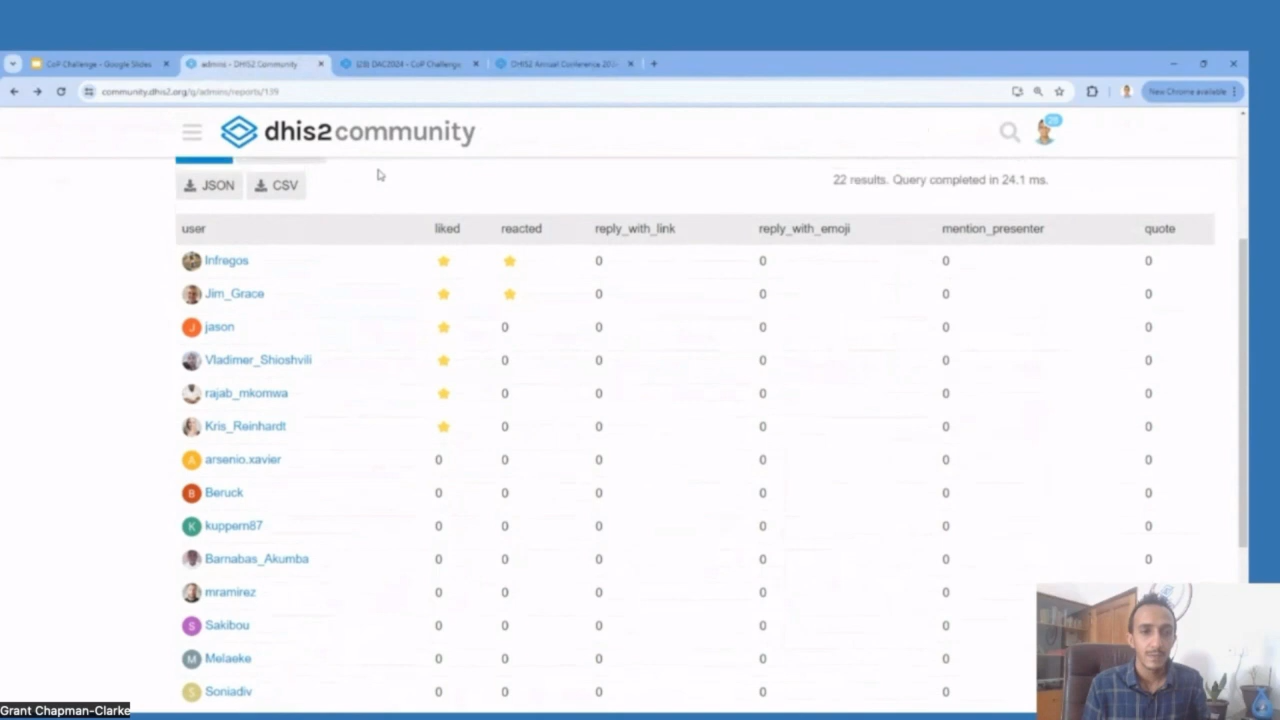 CoP Challenge - Google Slides
admins - DHIS2 Community
(28) DAC2024 - CoP Challenge
DHIS2 Annual Conference 202
community.dhis2.org/g/admins/reports/139
New Chrome available
dhis2community
28
JSON
CSV
22 results. Query completed in 24.1 ms.
user liked reacted reply_with_link reply_with_emoji mention_presenter quote
Infregos 0 0 0 0
Jim_Grace 0 0 0 0
J jason 0 0 0 0 0
Vladimer_Shioshvili 0 0 0 0 0
rajab_mkomwa 0 0 0 0 0
Kris_Reinhardt 0 0 0 0 0
A arsenio.xavier 0 0 0 0 0 0
B Beruck 0 0 0 0 0 0
K kuppern87 0 0 0 0 0 0
Barnabas_Akumba 0 0 0 0 0 0
mramirez 0 0 0 0 0
S Sakibou 0 0 0 0 0
M Melaeke 0 0 0 0 0
S Soniadiv 0 0 0 0 0
Grant Chapman-Clarke